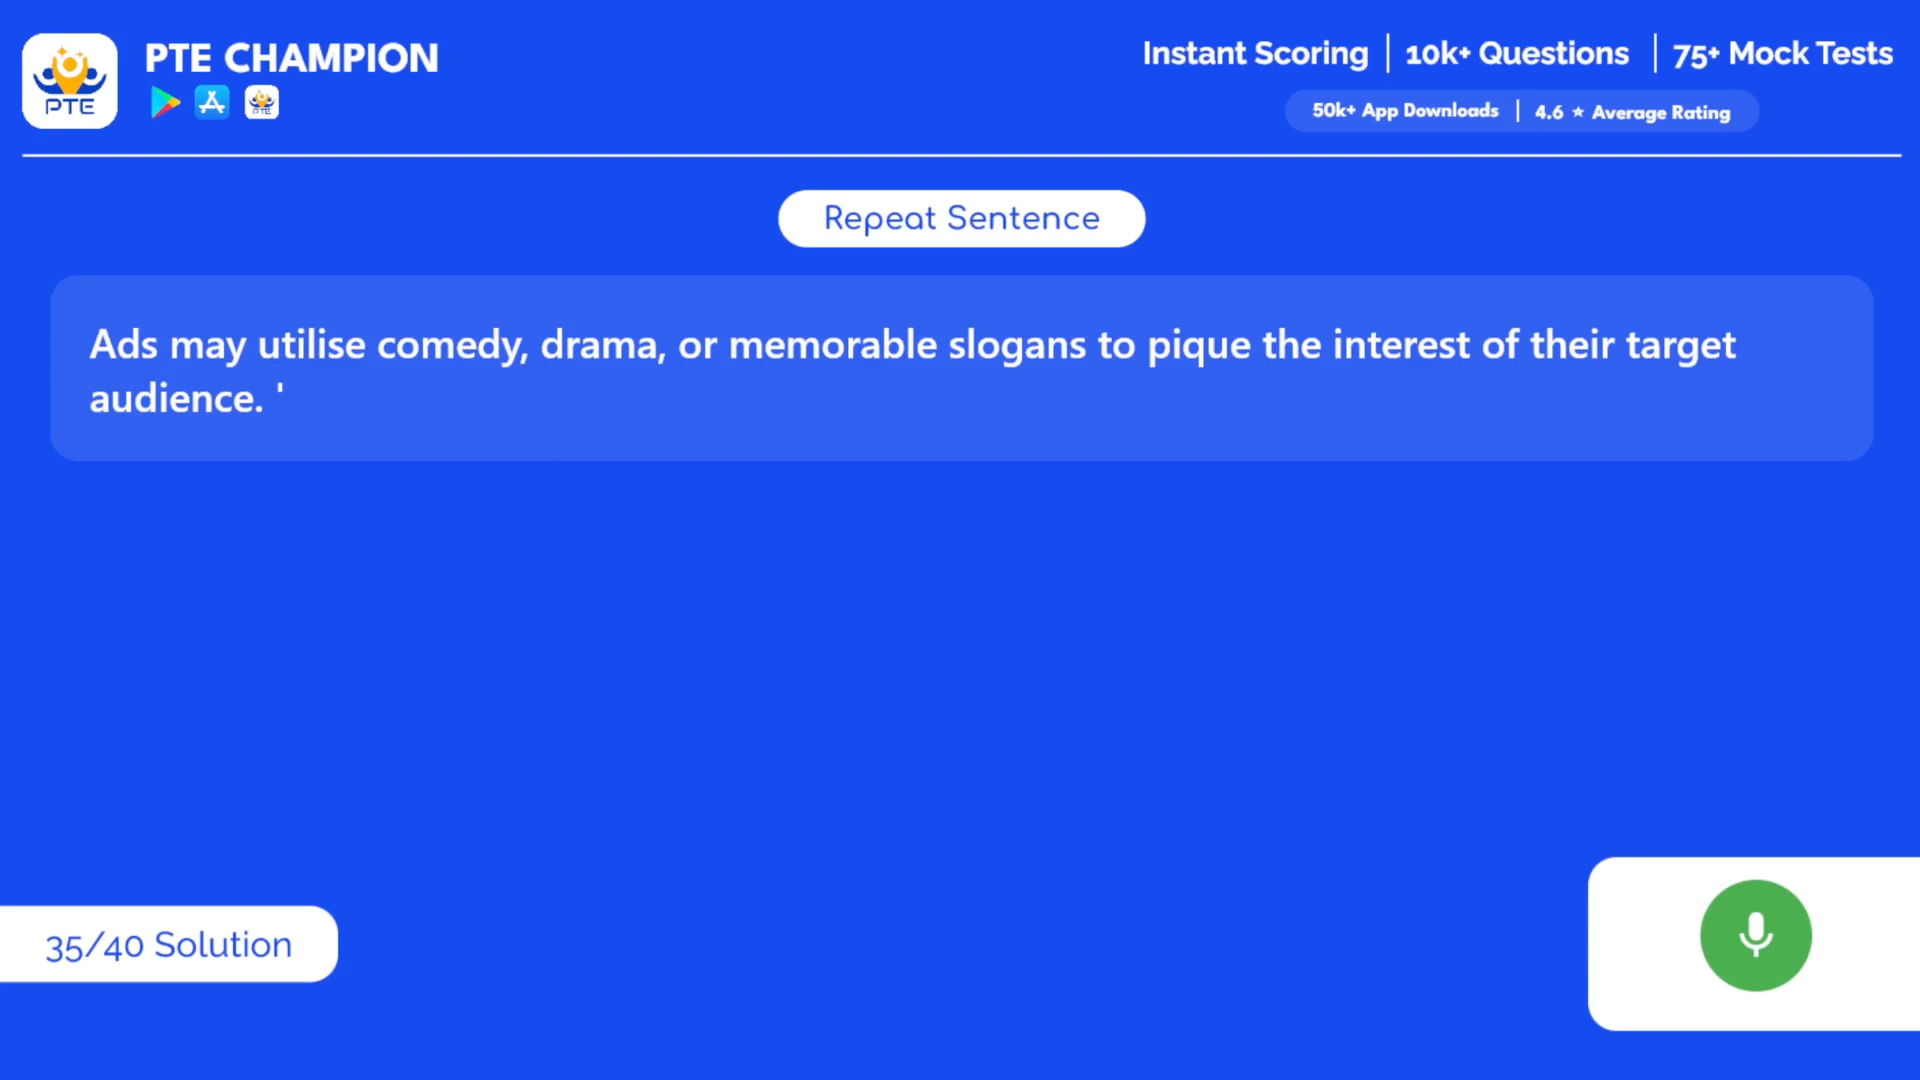 PTE CHAMPION
PTE
PTE
Instant Scoring | 10k+ Questions | 75+ Mock Tests
50k+ App Downloads | 4.6 ★ Average Rating
Repeat Sentence
Ads may utilise comedy, drama, or memorable slogans to pique the interest of their target
audience. '
35/40 Solution